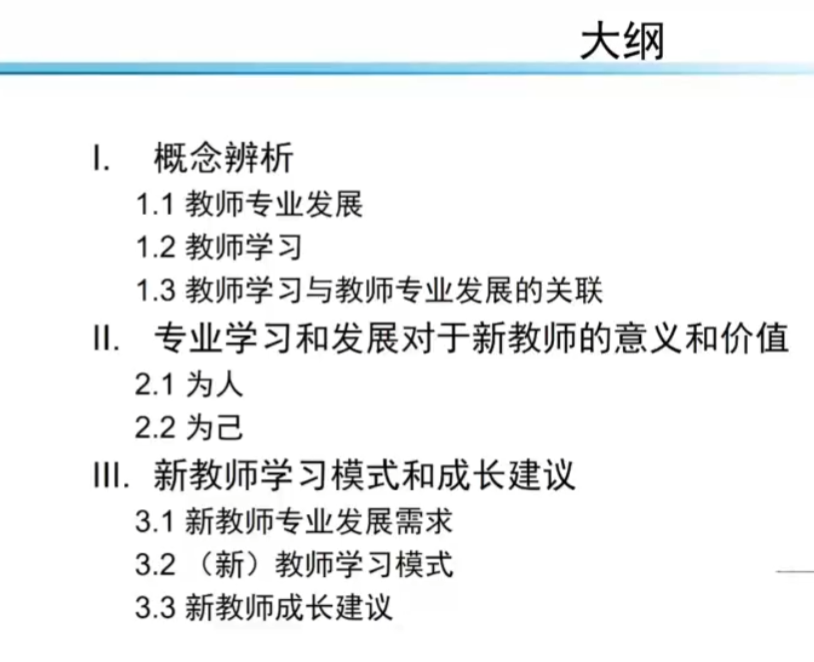 大纲
I. 概念辨析
1.1 教师专业发展
1.2 教师学习
1.3 教师学习与教师专业发展的关联
II. 专业学习和发展对于新教师的意义和价值
2.1 为人
2.2 为己
III. 新教师学习模式和成长建议
3.1 新教师专业发展需求
3.2 （新）教师学习模式
3.3 新教师成长建议